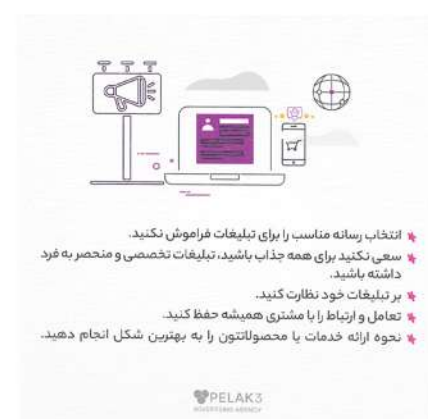 انتخاب رسانه مناسب را برای تبلیغات فراموش نکنید.
سعی نکنید برای همه جذاب باشید، تبلیغات تخصصی و منحصر به فرد
داشته باشید.
بر تبلیغات خود نظارت کنید.
تعامل و ارتباط را با مشتری همیشه حفظ کنید.
نحوه ارائه خدمات یا محصولاتتون را به بهترین شکل انجام دهید.
PELAK3
ADVERTISING AGENCY